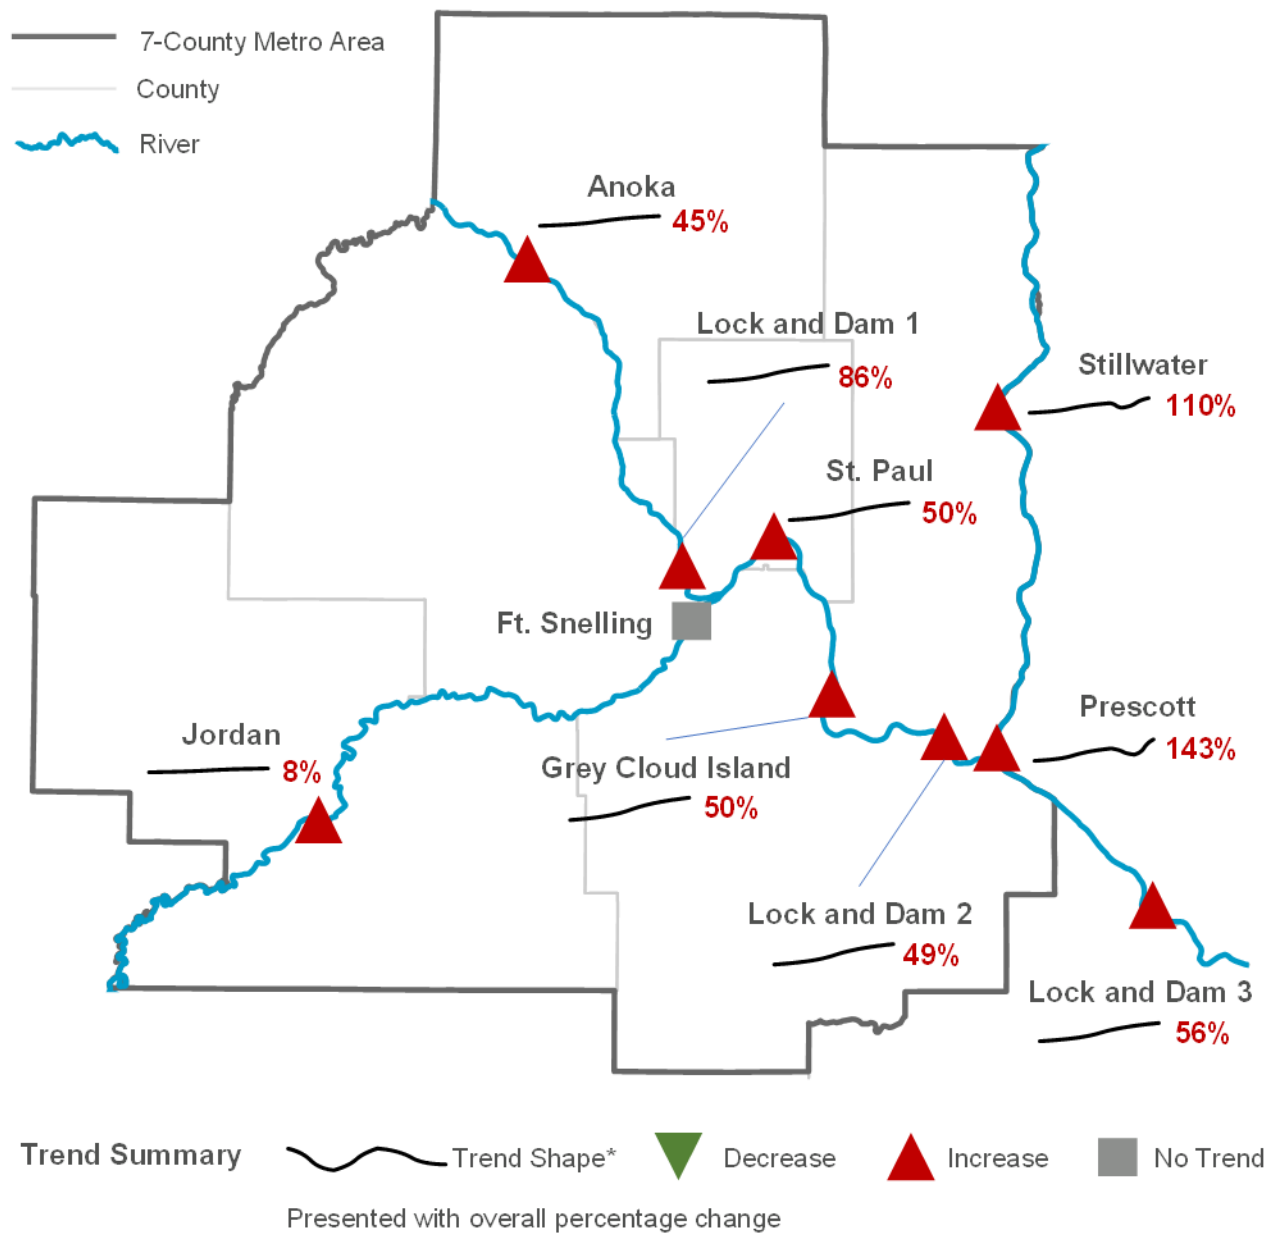 7-County Metro Area
County
River
Anoka
45%
Lock and Dam 1
86%
Stillwater
110%
St. Paul
50%
Ft. Snelling
Jordan
8%
Prescott
143%
Grey Cloud Island
50%
Lock and Dam 2
49%
Lock and Dam 3
56%
Trend Summary
Trend Shape*
Decrease
Increase
No Trend
Presented with overall percentage change